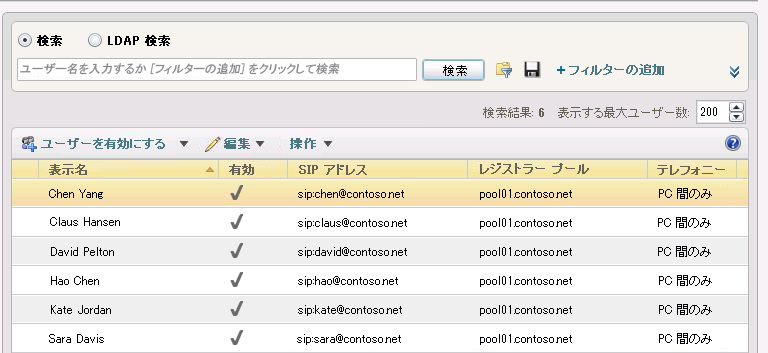 検索 LDAP 検索
ユーザー名を入力するか [フィルターの追加] をクリックして検索 検索 +フィルターの追加
検索結果: 6 表示する最大ユーザー数: 200
ユーザーを有効にする 編集 操作
表示名 有効 SIP アドレス レジストラー プール テレフォニー
Chen Yang sip:chen@contoso.net pool01.contoso.net PC 間のみ
Claus Hansen sip:claus@contoso.net pool01.contoso.net PC 間のみ
David Pelton sip:david@contoso.net pool01.contoso.net PC 間のみ
Hao Chen sip:hao@contoso.net pool01.contoso.net PC 間のみ
Kate Jordan sip:kate@contoso.net pool01.contoso.net PC 間のみ
Sara Davis sip:sara@contoso.net pool01.contoso.net PC 間のみ